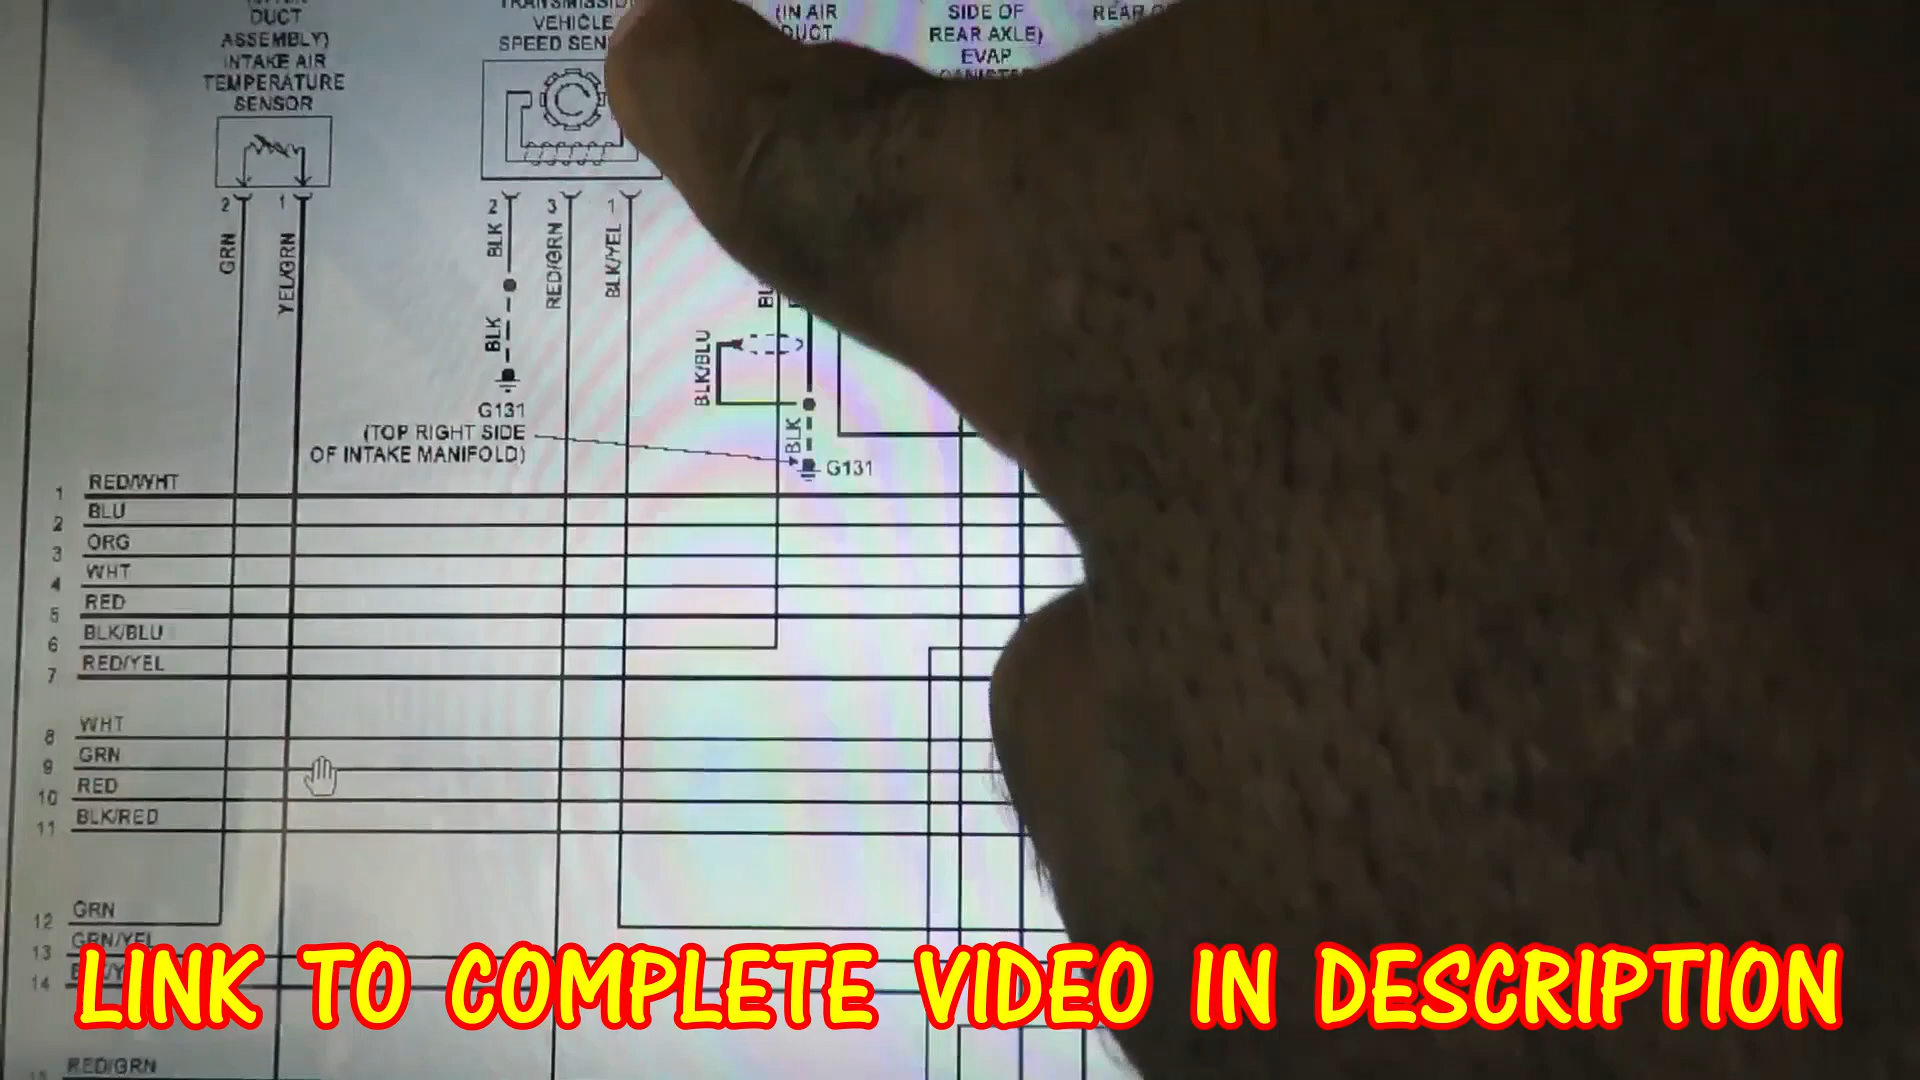 DUCT
ASSEMBLY)
INTAKE AIR
TEMPERATURE
SENSOR
TRANSMISSION
VEHICLE
SPEED SEN
(IN AIR
DUCT
SIDE OF
REAR AXLE)
EVAP
REAR
2
1
GRN
YEL/GRN
2
3
1
BLK
RED/GRN
BLK/YEL
BLK
G131
(TOP RIGHT SIDE
OF INTAKE MANIFOLD)
BLK/BLU
BLK
G131
1 RED/WHT
2 BLU
3 ORG
4 WHT
5 RED
6 BLK/BLU
7 RED/YEL
8 WHT
9 GRN
10 RED
11 BLK/RED
12 GRN
13 GRN/YEL
14
RED/GRN
LINK TO COMPLETE VIDEO IN DESCRIPTION